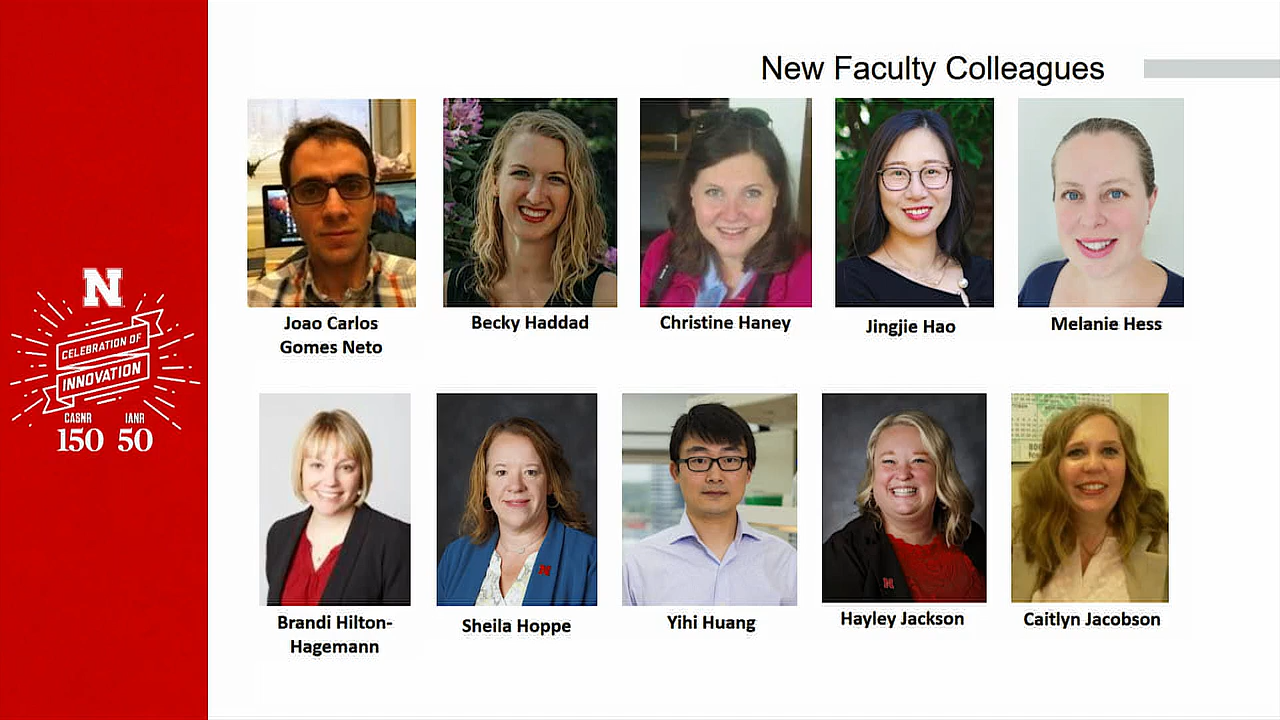 New Faculty Colleagues
Joao Carlos
Gomes Neto
Becky Haddad
Christine Haney
Jingjie Hao
Melanie Hess
N
CELEBRATION OF
INNOVATION
CASNR IANR
150 50
Brandi Hilton-
Hagemann
Sheila Hoppe
Yihi Huang
Hayley Jackson
Caitlyn Jacobson